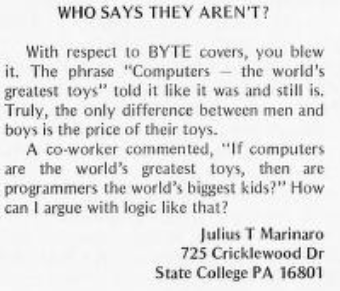 WHO SAYS THEY AREN'T?
With respect to BYTE covers, you blew
it. The phrase "Computers — the world's
greatest toys" told it like it was and still is.
Truly, the only difference between men and
boys is the price of their toys.
A co-worker commented, "If computers
are the world's greatest toys, then are
programmers the world's biggest kids?" How
can I argue with logic like that?
Julius T Marinaro
725 Cricklewood Dr
State College PA 16801